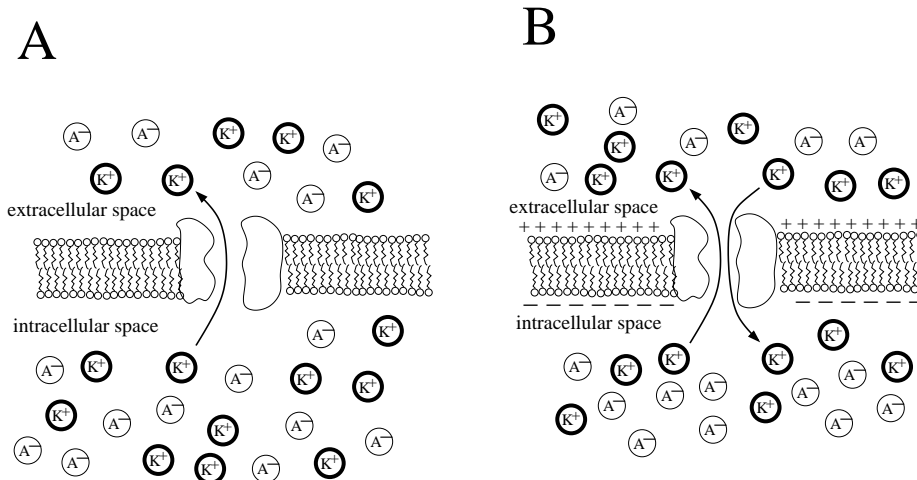 A
B
A− A− K+ K+ A−
K+ K+ A− A− K+
extracellular space
intracellular space
A− K+ K+ A− K+ K+ A− K+
K+ A− A− K+ A− A−
A− A− K+ K+ A− K+
K+ A− K+ A− K+ A− A−
A− K+ K+ K+ K+ K+
extracellular space
+ + + + + + + + + +
+ + + + + + + + + +
− − − − − − − − −
− − − − − −
intracellular space
K+
A− K+ K+ K+ A− K+
K+ A− A− A− K+ A− A− A−
A− A−